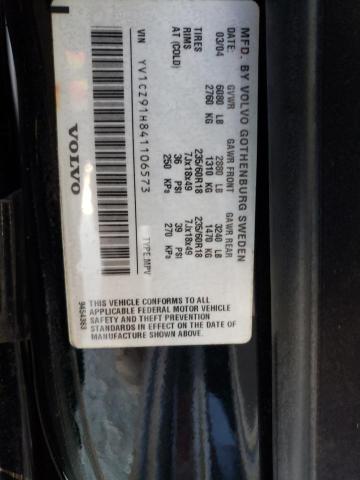 MFD. BY VOLVO GOTHENBURG SWEDEN
DATE: GVWR GAWR FRONT GAWR REAR
03/04 6080 LB 2880 LB 3240 LB
2760 KG 1310 KG 1470 KG
TIRES 235/60R18 235/60R18
RIMS 7Jx18x49 7Jx18x49
AT (COLD) 36 PSI 39 PSI
250 KPa 270 KPa
VIN YV1CZ91H841106573 TYPE:MPV
VOLVO
THIS VEHICLE CONFORMS TO ALL
APPLICABLE FEDERAL MOTOR VEHICLE
SAFETY AND THEFT PREVENTION
STANDARDS IN EFFECT ON THE DATE OF
MANUFACTURE SHOWN ABOVE.
9454383